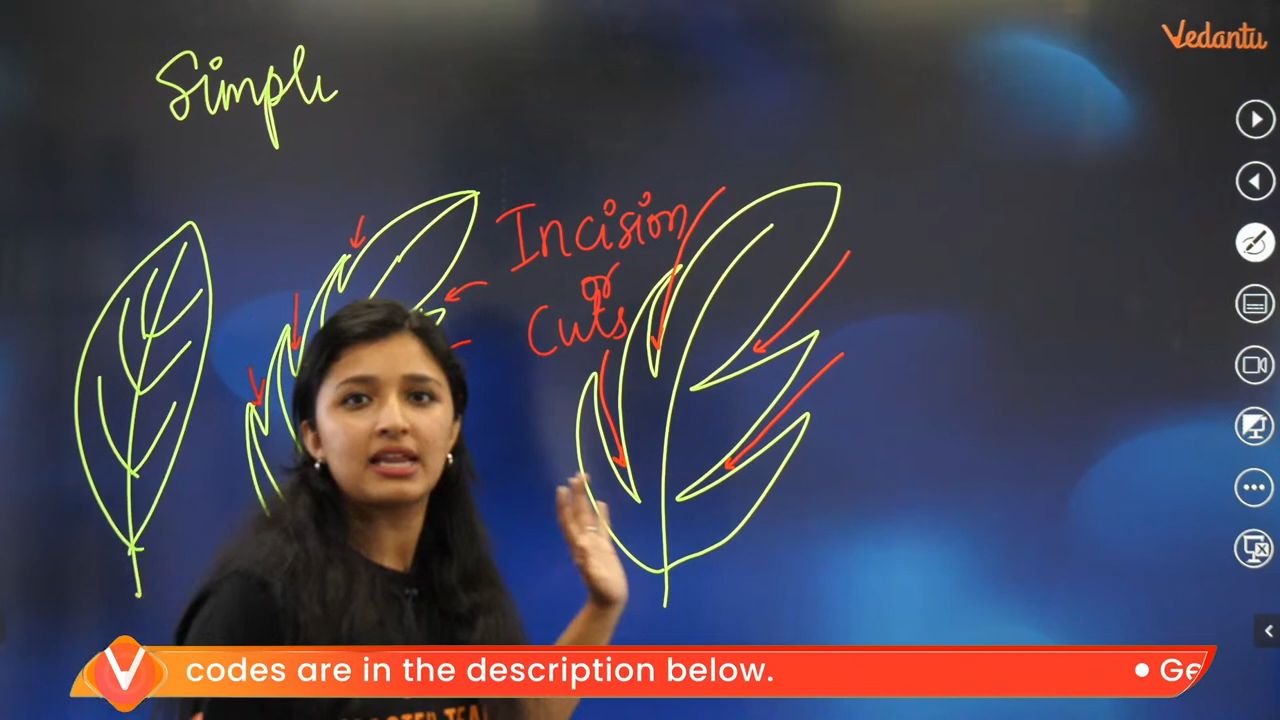 Vedantu
Simple
Incision
or
Cuts
V codes are in the description below. • Ge